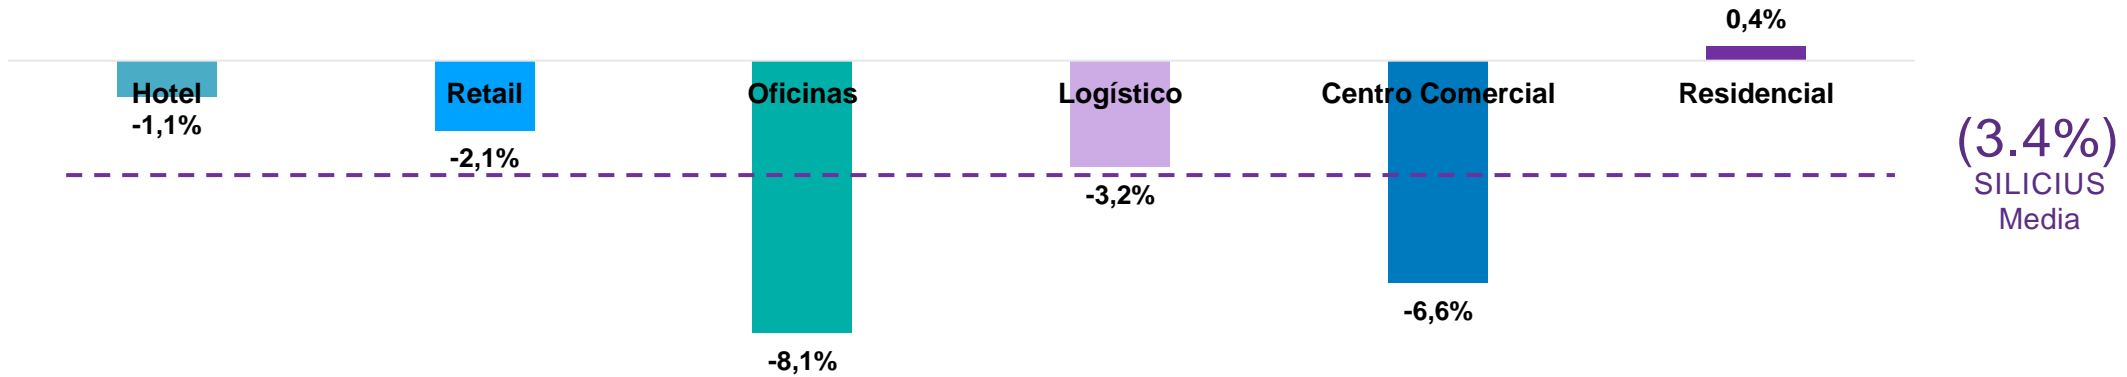 0,4%
Hotel
Retail
Oficinas
Logístico
Centro Comercial
Residencial
-1,1%
-2,1%
-3,2%
-6,6%
-8,1%
(3.4%)
SILICIUS
Media